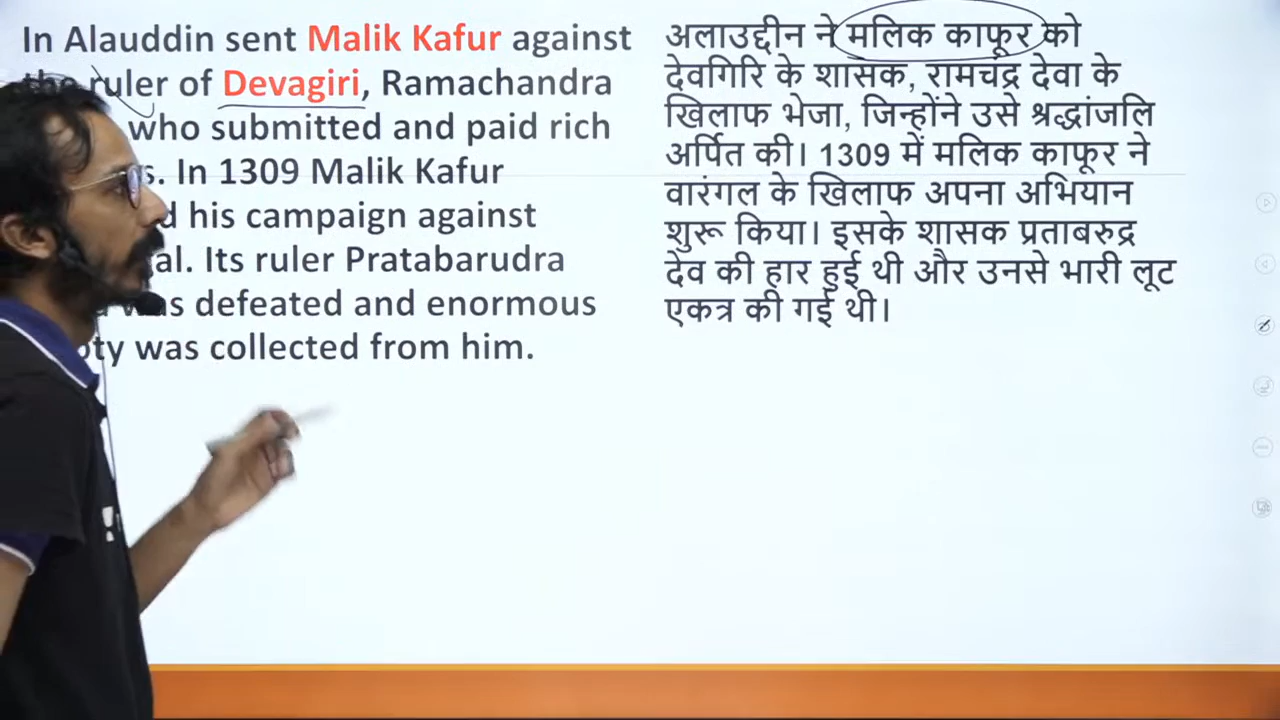 In Alauddin sent Malik Kafur against
the ruler of Devagiri, Ramachandra
who submitted and paid rich
In 1309 Malik Kafur
his campaign against
Its ruler Pratabarudra
was defeated and enormous
was collected from him.
अलाउद्दीन ने मलिक काफूर को
देवगिरि के शासक, रामचंद्र देवा के
खिलाफ भेजा, जिन्होंने उसे श्रद्धांजलि
अर्पित की। 1309 में मलिक काफूर ने
वारंगल के खिलाफ अपना अभियान
शुरू किया। इसके शासक प्रताबरुद्र
देव की हार हुई थी और उनसे भारी लूट
एकत्र की गई थी।